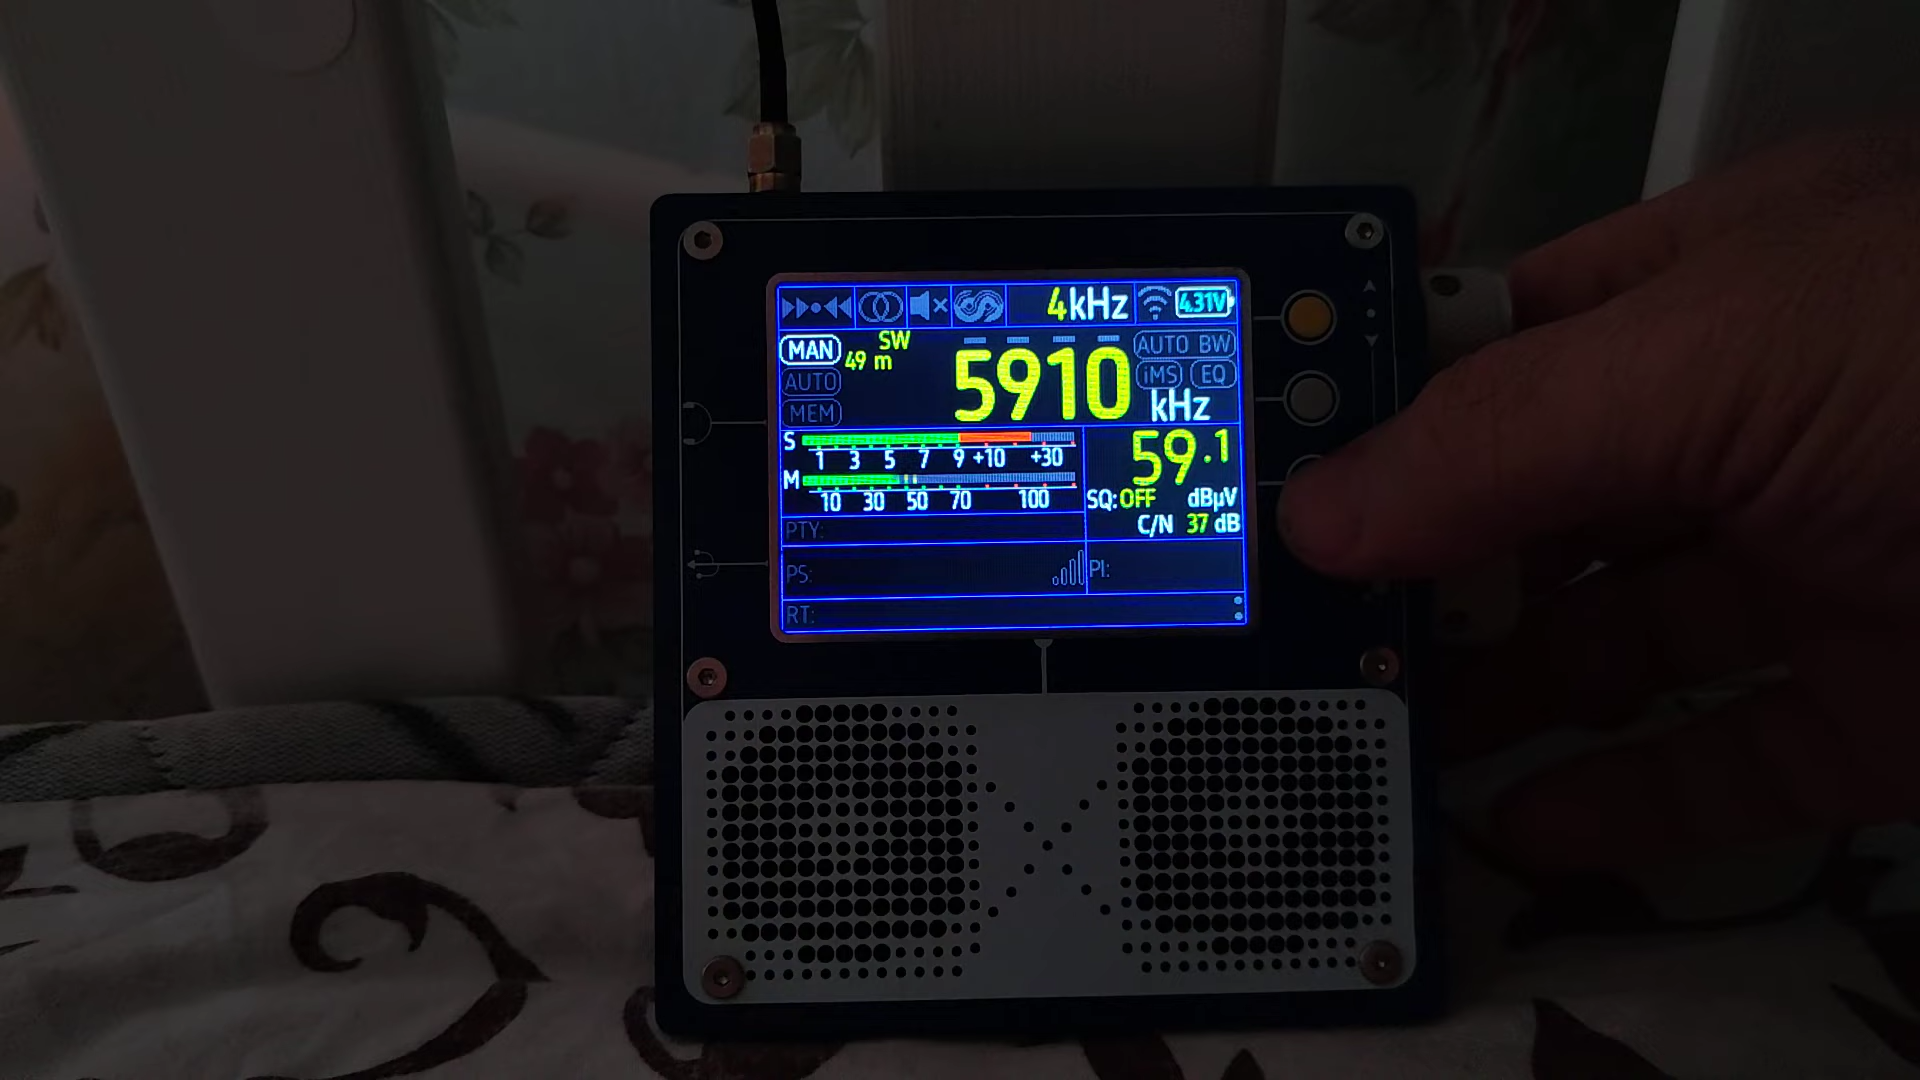 4kHz 4.31V
MAN SW AUTO BW
49 m 5910 iMS EQ
AUTO kHz
MEM
S 59.1
1 3 5 7 9 +10 +30
M
10 30 50 70 100 SQ:OFF dBµV
C/N 37 dB
PTY:
PS: PI:
RT: